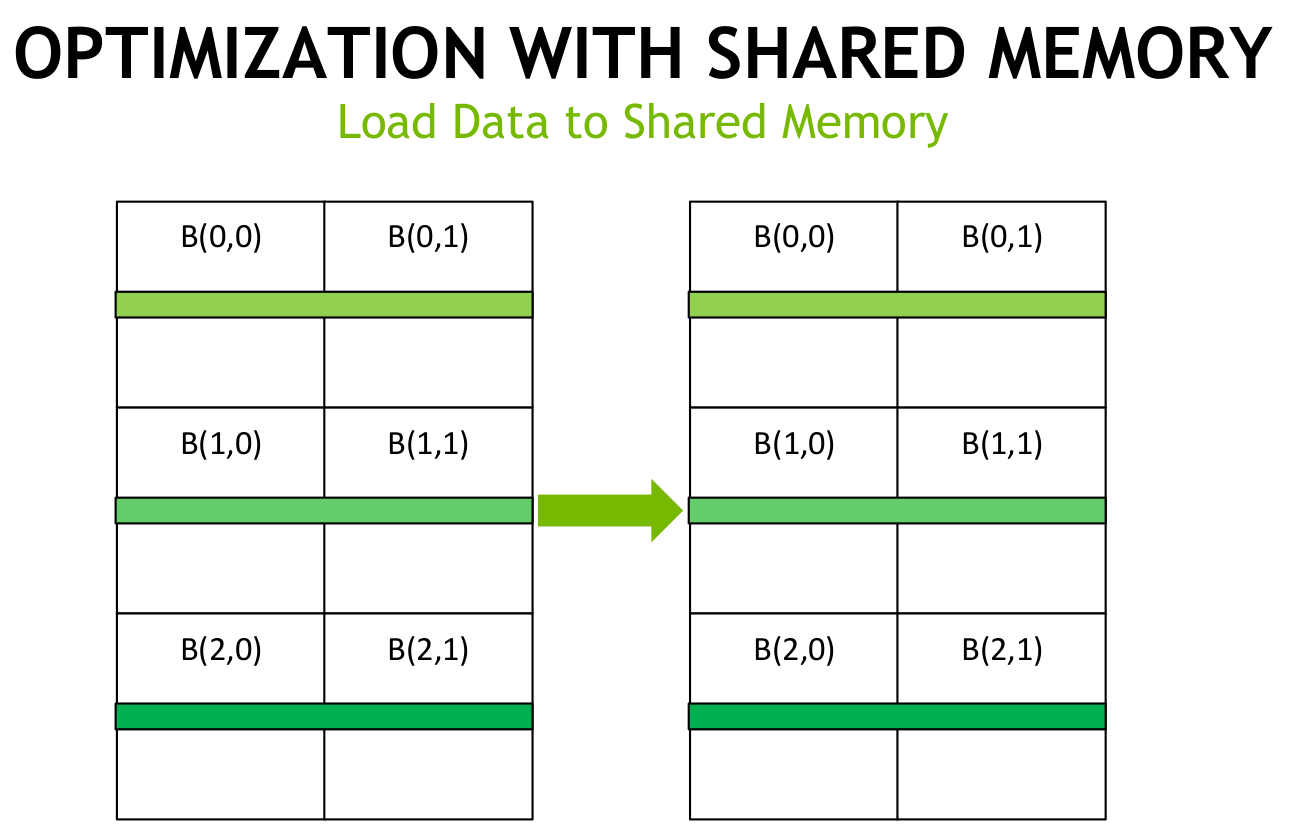 OPTIMIZATION WITH SHARED MEMORY
Load Data to Shared Memory
B(0,0) B(0,1) B(0,0) B(0,1)
B(1,0) B(1,1) B(1,0) B(1,1)
B(2,0) B(2,1) B(2,0) B(2,1)